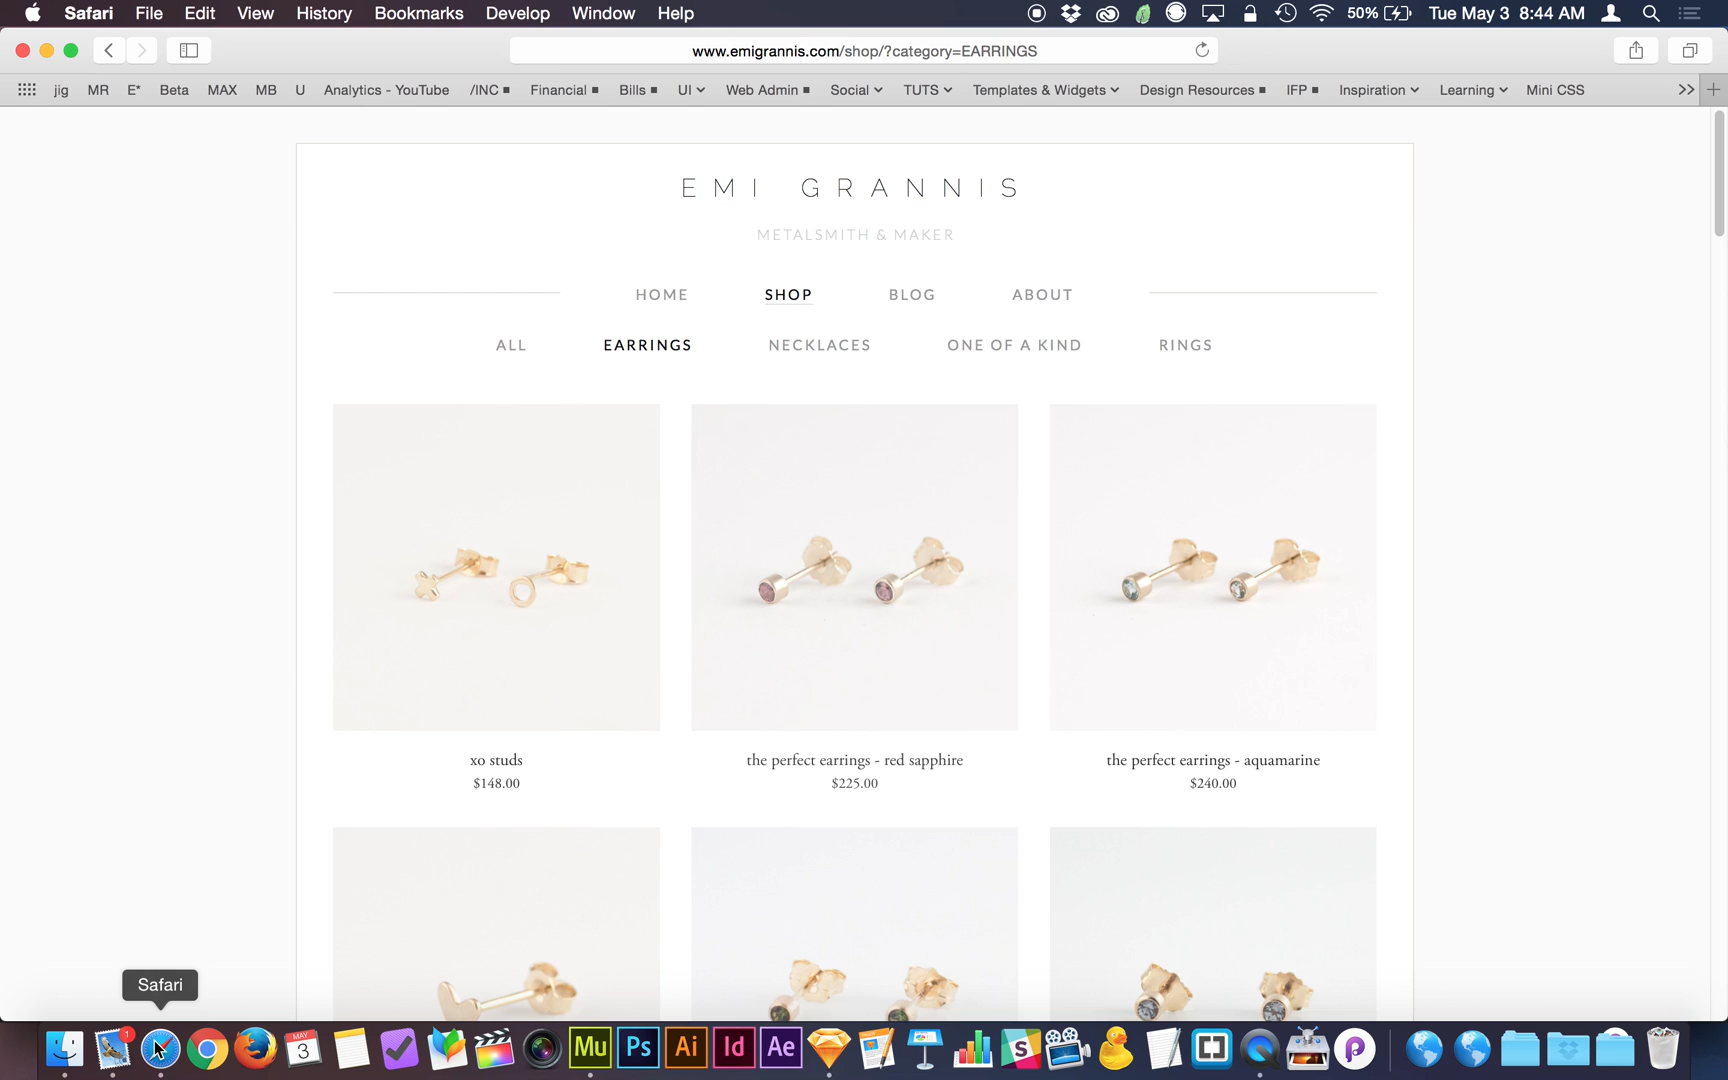 Safari File Edit View History Bookmarks Develop Window Help 50% Tue May 3 8:44 AM
www.emigrannis.com/shop/?category=EARRINGS
jig MR E* Beta MAX MB U Analytics - YouTube /INC Financial Bills UI Web Admin Social TUTS Templates & Widgets Design Resources IFP Inspiration Learning Mini CSS
EMI GRANNIS
METALSMITH & MAKER
HOME SHOP BLOG ABOUT
ALL EARRINGS NECKLACES ONE OF A KIND RINGS
xo studs
$148.00
the perfect earrings - red sapphire
$225.00
the perfect earrings - aquamarine
$240.00
Safari
1
MAY
3
Mu Ps Ai Id Ae
S
P